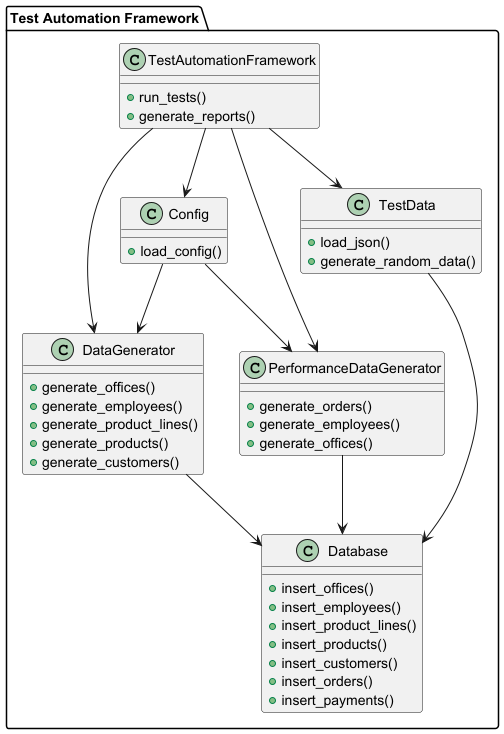 Test Automation Framework
C TestAutomationFramework
run_tests()
generate_reports()
C Config
load_config()
C TestData
load_json()
generate_random_data()
C DataGenerator
generate_offices()
generate_employees()
generate_product_lines()
generate_products()
generate_customers()
C PerformanceDataGenerator
generate_orders()
generate_employees()
generate_offices()
C Database
insert_offices()
insert_employees()
insert_product_lines()
insert_products()
insert_customers()
insert_orders()
insert_payments()